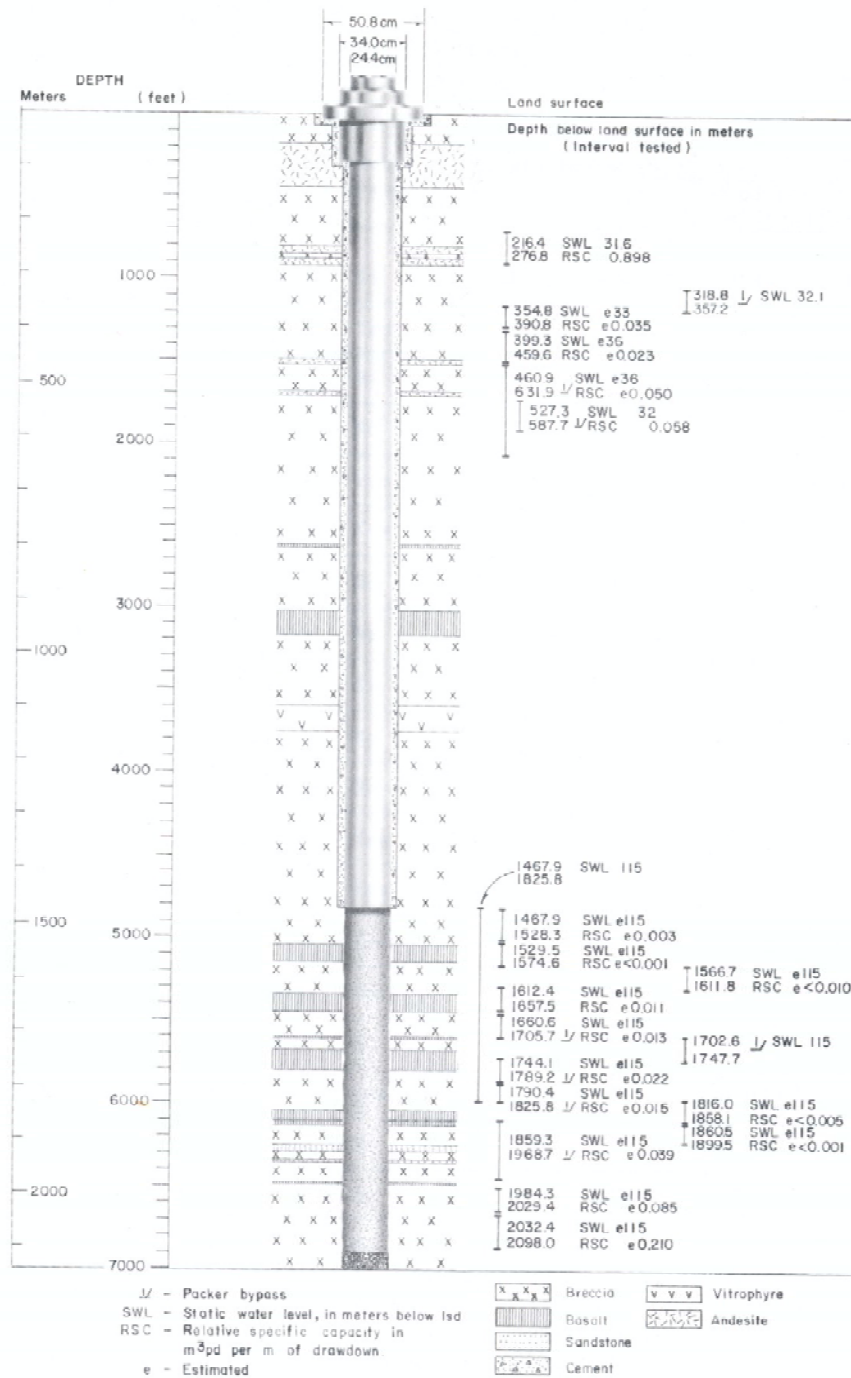 50.8cm
34.0cm
24.4cm
DEPTH
Meters (feet)
Land surface
Depth below land surface in meters
(Interval tested)
216.4 SWL 31.6
276.8 RSC 0.898
1000
318.8 1/ SWL 32.1
357.2
354.8 SWL e33
390.8 RSC e0.035
399.3 SWL e36
459.6 RSC e0.023
500
460.9 SWL e36
631.9 1/ RSC e0.050
527.3 SWL 32
587.7 1/ RSC 0.058
2000
3000
1000
4000
1467.9 SWL 115
1825.8
1500
5000
1467.9 SWL e115
1528.3 RSC e0.003
1529.5 SWL e115
1574.6 RSC e<0.001
1566.7 SWL e115
1611.8 RSC e<0.010
1612.4 SWL e115
1657.5 RSC e0.011
1660.6 SWL e115
1705.7 1/ RSC e0.013
1702.6 1/ SWL 115
1747.7
1744.1 SWL e115
1789.2 1/ RSC e0.022
6000
1790.4 SWL e115
1825.8 1/ RSC e0.015
1816.0 SWL e115
1858.1 RSC e<0.005
1860.5 SWL e115
1899.5 RSC e<0.001
1859.3 SWL e115
1968.7 1/ RSC e0.039
2000
1984.3 SWL e115
2029.4 RSC e0.085
2032.4 SWL e115
2098.0 RSC e0.210
7000
1/ - Packer bypass
SWL - Static water level, in meters below lsd
RSC - Relative specific capacity in
m³pd per m of drawdown
e - Estimated
Breccia
Basalt
Sandstone
Cement
Vitrophyre
Andesite